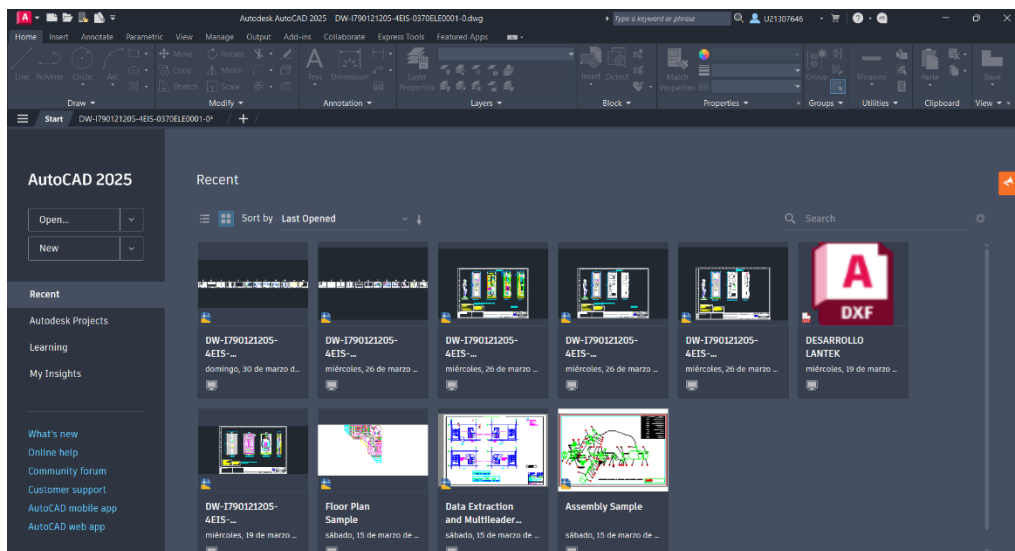 Autodesk AutoCAD 2025 DW-I790121205-4EIS-0370ELE0001-0.dwg
Type a keyword or phrase
U21307646
Home Insert Annotate Parametric View Manage Output Add-ins Collaborate Express Tools Featured Apps
Move Rotate
Copy Mirror
Stretch Scale
Line Polyline Circle Arc
Text Dimension
Layer
Properties
Insert Detect
Match
Properties
Group
Measure
Paste
Base
Draw Modify Annotation Layers Block Properties Groups Utilities Clipboard View
Start DW-I790121205-4EIS-0370ELE0001-0*
AutoCAD 2025
Open...
New
Recent
Autodesk Projects
Learning
My Insights
What's new
Online help
Community forum
Customer support
AutoCAD mobile app
AutoCAD web app
Recent
Sort by Last Opened
Search
DXF
DW-I790121205-
4EIS-...
domingo, 30 de marzo d...
DW-I790121205-
4EIS-...
miércoles, 26 de marzo ...
DW-I790121205-
4EIS-...
miércoles, 26 de marzo ...
DW-I790121205-
4EIS-...
miércoles, 26 de marzo ...
DW-I790121205-
4EIS-...
miércoles, 26 de marzo ...
DESARROLLO
LANTEK
miércoles, 19 de marzo ...
DW-I790121205-
4EIS-...
miércoles, 19 de marzo ...
Floor Plan
Sample
sábado, 15 de marzo de ...
Data Extraction
and Multileader...
sábado, 15 de marzo de ...
Assembly Sample
sábado, 15 de marzo de ...